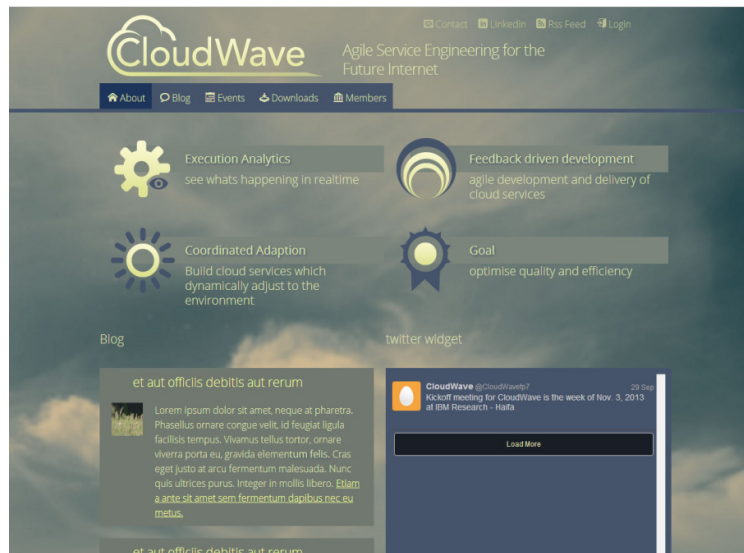 Contact LinkedIn Rss Feed Login
CloudWave
Agile Service Engineering for the
Future Internet
About Blog Events Downloads Members
Execution Analytics
see whats happening in realtime
Feedback driven development
agile development and delivery of
cloud services
Coordinated Adaption
Build cloud services which
dynamically adjust to the
environment
Goal
optimise quality and efficiency
Blog
et aut officiis debitis aut rerum
Lorem ipsum dolor sit amet, neque at pharetra.
Phasellus ornare congue velit, id feugiat ligula
facilisis tempus. Vivamus tellus tortor, ornare
viverra porta eu, gravida elementum felis. Cras
eget justo at arcu fermentum malesuada. Nunc
quis ultrices purus. Integer in mollis libero. Etiam
a ante sit amet sem fermentum dapibus nec eu
metus.
et aut officiis debitis aut rerum
twitter widget
CloudWave @CloudWavefp7 29 Sep
Kickoff meeting for CloudWave is the week of Nov. 3, 2013
at IBM Research - Haifa
Load More